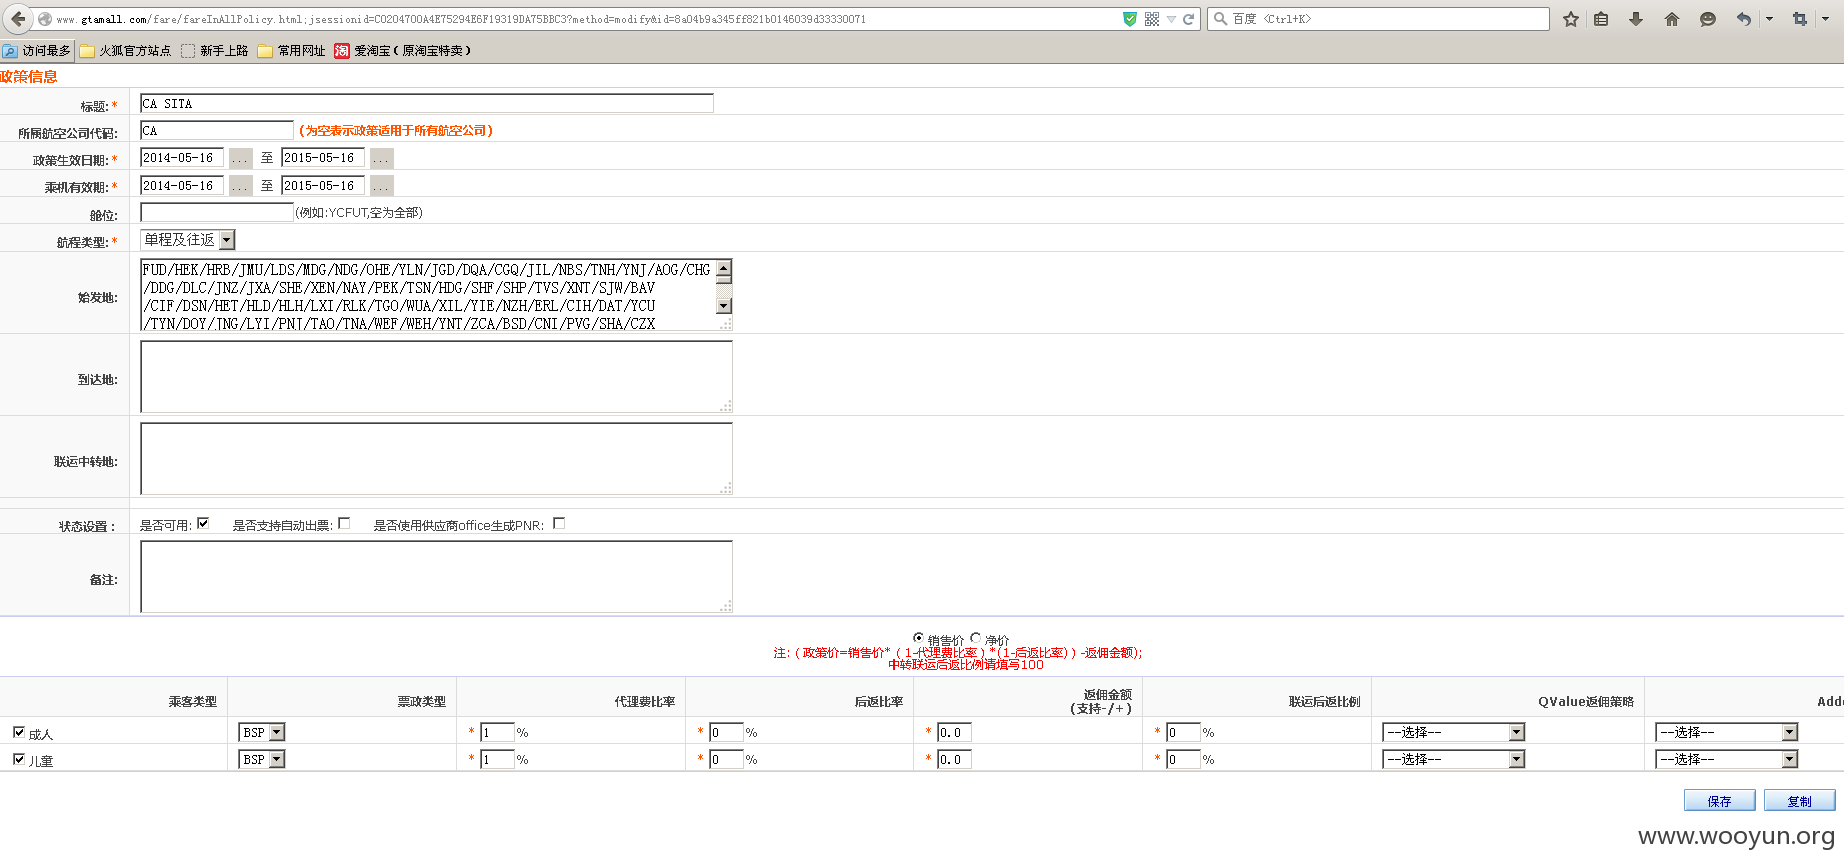 www.gtamall.com/fare/fareInAllPolicy.html;jsessionid=C0204700A4E75294E6F19319DA75BBC3?method=modify&id=8a04b9a345ff821b0146039d33330071
百度 <Ctrl+K>
访问最多 火狐官方站点 新手上路 常用网址 淘 爱淘宝（原淘宝特卖）
政策信息
标题:* CA SITA
所属航空公司代码: CA (为空表示政策适用于所有航空公司)
政策生效日期:* 2014-05-16 ... 至 2015-05-16 ...
乘机有效期:* 2014-05-16 ... 至 2015-05-16 ...
舱位: (例如:YCFUT,空为全部)
航程类型:* 单程及往返
始发地:
FUD/HEK/HRB/JMU/LDS/MDG/NDG/OHE/YLN/JGD/DQA/CGQ/JIL/NBS/TNH/YNJ/AOG/CHG
/DDG/DLC/JNZ/JXA/SHE/XEN/NAY/PEK/TSN/HDG/SHF/SHP/TVS/XNT/SJW/BAV
/CIF/DSN/HET/HLD/HLH/LXI/RLK/TGO/WUA/XIL/YIE/NZH/ERL/CIH/DAT/YCU
/TYN/DOY/JNG/LYI/PNJ/TAO/TNA/WEF/WEH/YNT/ZCA/BSD/CNI/PVG/SHA/CZX
到达地:
联运中转地:
状态设置： 是否可用: 是否支持自动出票: 是否使用供应商office生成PNR:
备注:
销售价 净价
注:（政策价=销售价*（1-代理费比率）*(1-后返比率)）-返佣金额);
中转联运后返比例请填写100
乘客类型 票政类型 代理费比率 后返比率 返佣金额 （支持-/+） 联运后返比例 QValue返佣策略 Adde
成人 BSP * 1 % * 0 % * 0.0 * 0 % --选择-- --选择--
儿童 BSP * 1 % * 0 % * 0.0 * 0 % --选择-- --选择--
保存 复制
www.wooyun.org